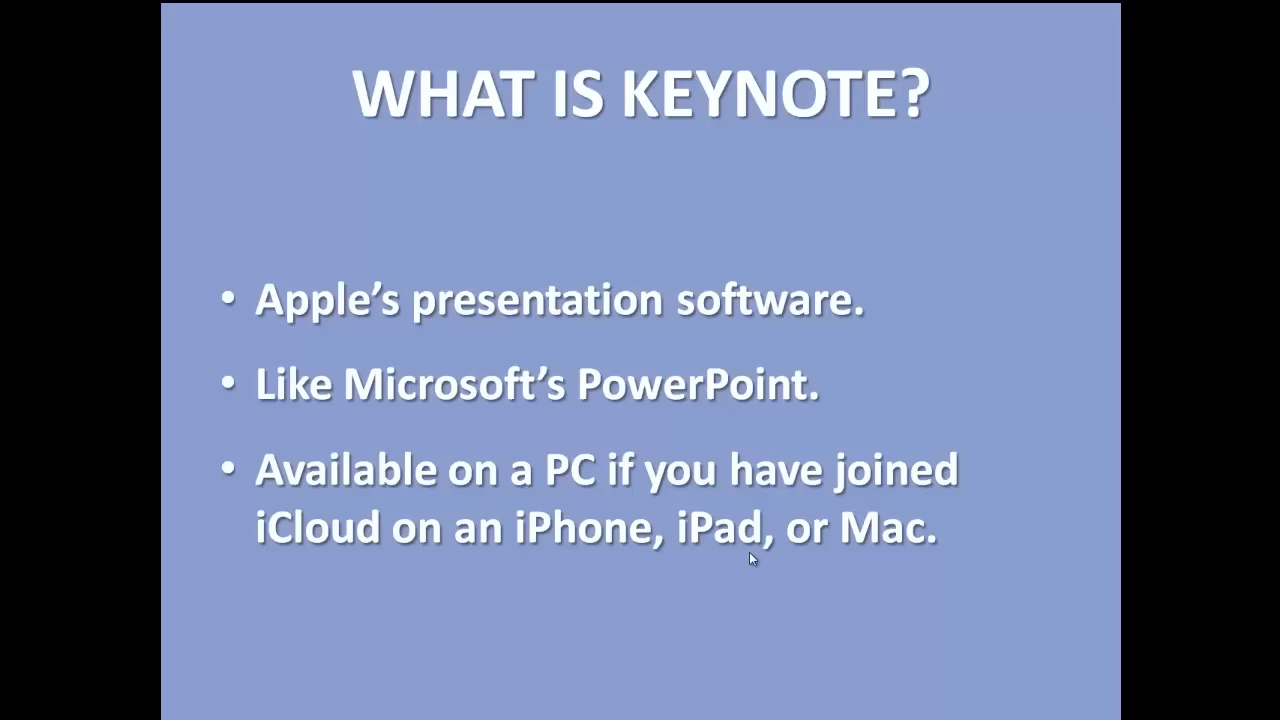 WHAT IS KEYNOTE?
• Apple’s presentation software.
• Like Microsoft’s PowerPoint.
• Available on a PC if you have joined
iCloud on an iPhone, iPad, or Mac.